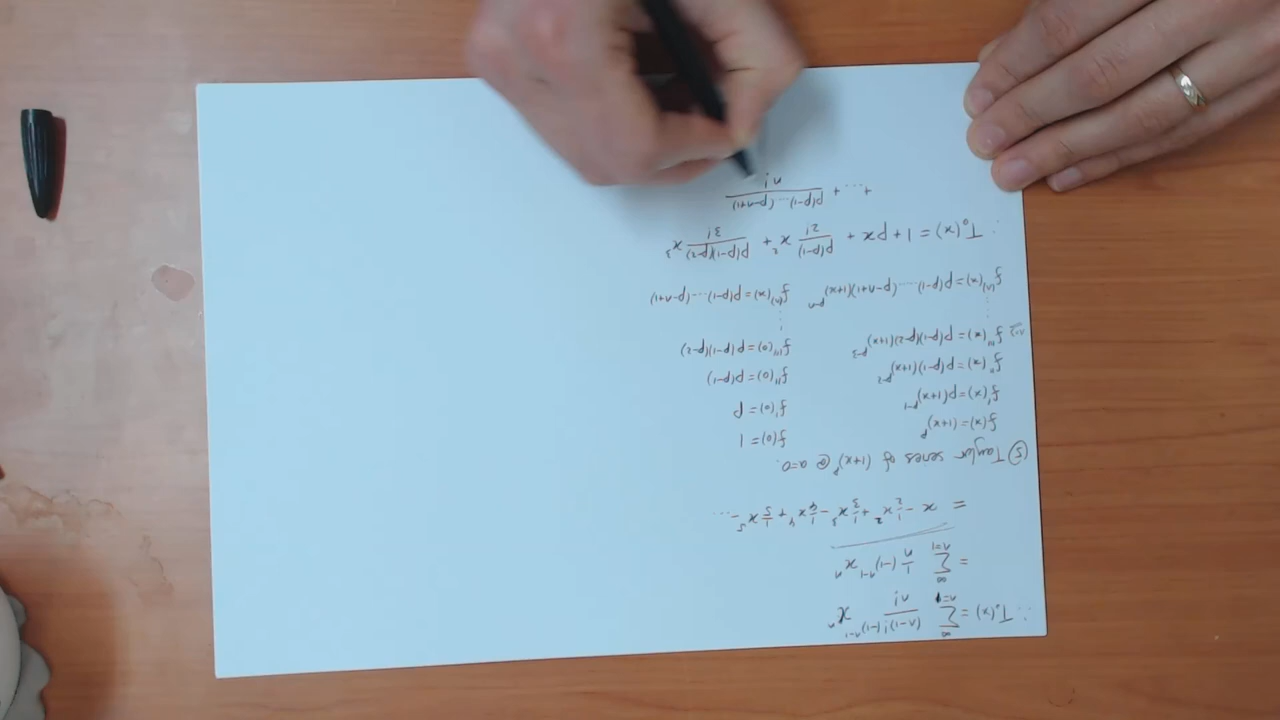 ∴ T₀(x) = ∑_{n=1}^{∞} (n-1)!(-1)^{n-1}/n! xⁿ
= ∑_{n=1}^{∞} 1/n (-1)^{n-1} xⁿ
= x - 1/2 x² + 1/3 x³ - 1/4 x⁴ + 1/5 x⁵ - ...
⑤ Taylor series of (1+x)^p @ a=0.
f(x) = (1+x)^p f(0) = 1
f'(x) = p(1+x)^{p-1} f'(0) = p
f''(x) = p(p-1)(1+x)^{p-2} f''(0) = p(p-1)
f'''(x) = p(p-1)(p-2)(1+x)^{p-3} f'''(0) = p(p-1)(p-2)
⋮ ⋮
f^{(n)}(x) = p(p-1)......(p-n+1)(1+x)^{p-n} f^{(n)}(x) = p(p-1)....(p-n+1)
∴ T₀(x) = 1 + px + p(p-1)/2! x² + p(p-1)(p-2)/3! x³
+ ... + p(p-1)...(p-n+1)/n!